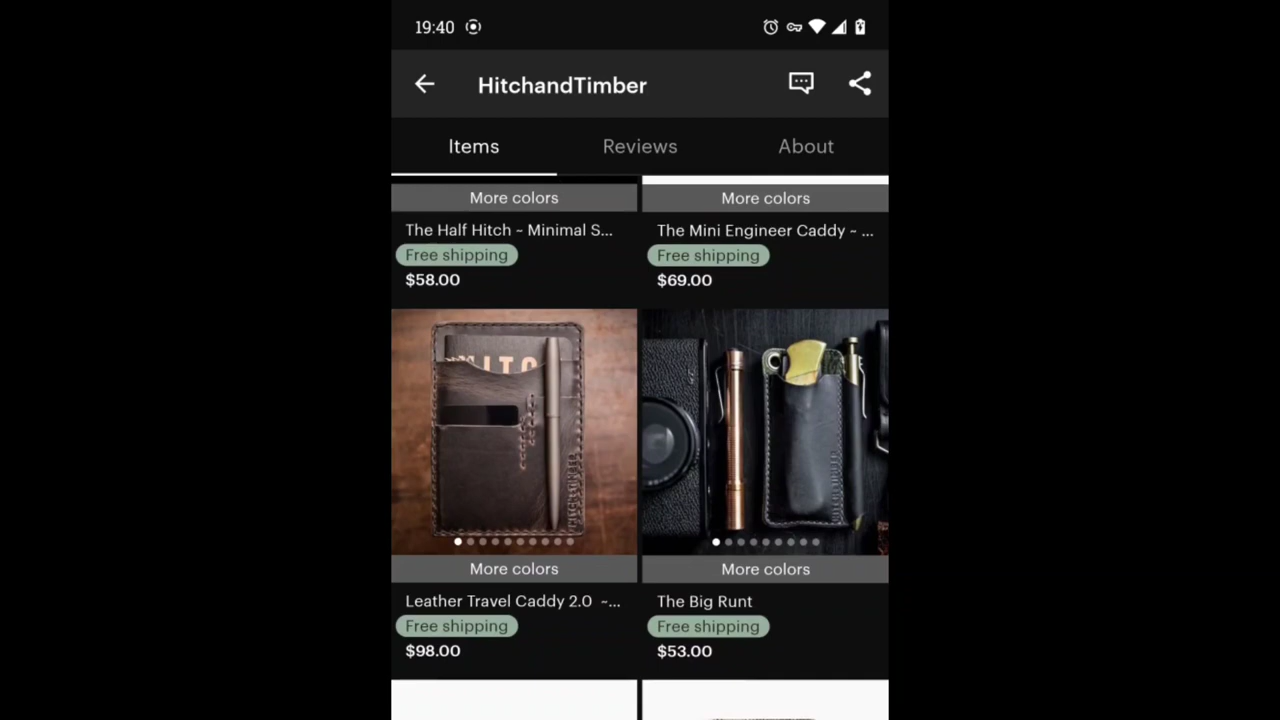 19:40
HitchandTimber
Items Reviews About
More colors More colors
The Half Hitch ~ Minimal S... The Mini Engineer Caddy ~ ...
Free shipping Free shipping
$58.00 $69.00
More colors More colors
Leather Travel Caddy 2.0 ~... The Big Runt
Free shipping Free shipping
$98.00 $53.00